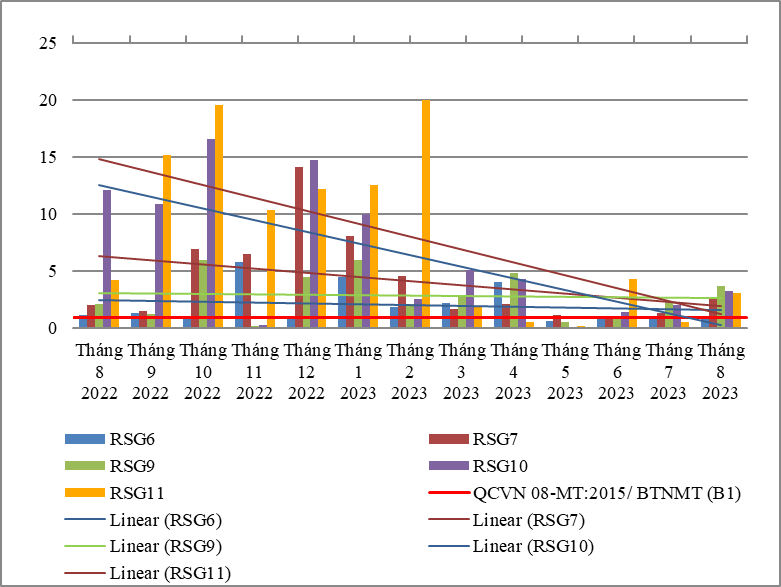 25
20
15
10
5
0
Tháng Tháng Tháng Tháng Tháng Tháng Tháng Tháng Tháng Tháng Tháng Tháng Tháng
8 9 10 11 12 1 2 3 4 5 6 7 8
2022 2022 2022 2022 2022 2023 2023 2023 2023 2023 2023 2023 2023
RSG6 RSG7
RSG9 RSG10
RSG11 QCVN 08-MT:2015/ BTNMT (B1)
Linear (RSG6) Linear (RSG7)
Linear (RSG9) Linear (RSG10)
Linear (RSG11)